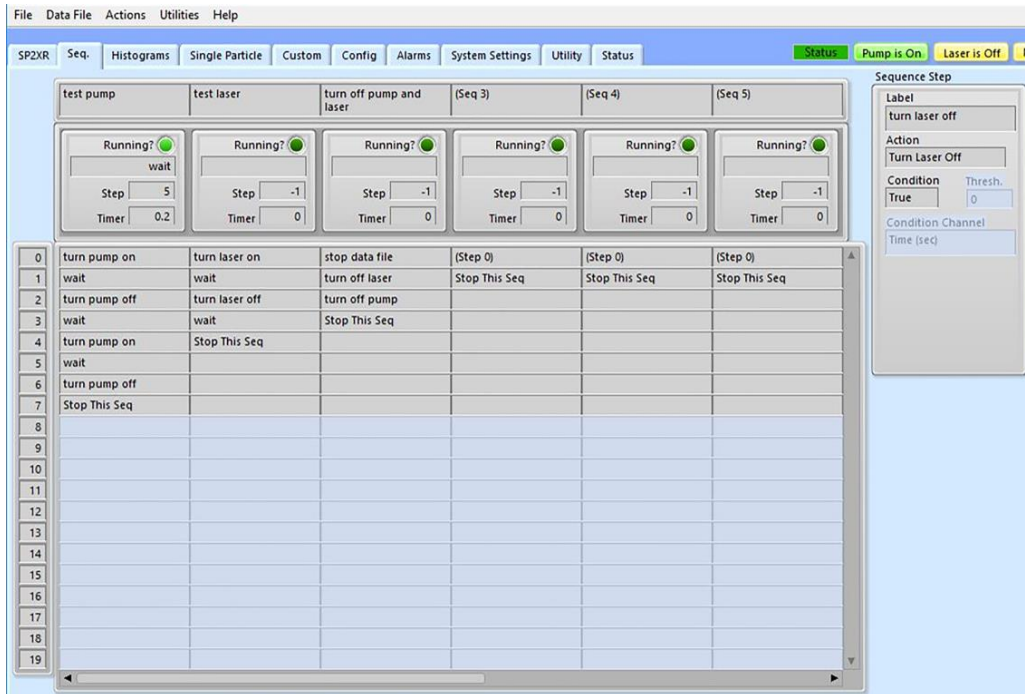 File Data File Actions Utilities Help
SP2XR Seq. Histograms Single Particle Custom Config Alarms System Settings Utility Status
Status Pump is On Laser is Off
test pump test laser turn off pump and (Seq 3) (Seq 4) (Seq 5)
laser
Running? Running? Running? Running? Running? Running?
wait
Step 5 Step -1 Step -1 Step -1 Step -1 Step -1
Timer 0.2 Timer 0 Timer 0 Timer 0 Timer 0 Timer 0
0 turn pump on turn laser on stop data file (Step 0) (Step 0) (Step 0)
1 wait wait turn off laser Stop This Seq Stop This Seq Stop This Seq
2 turn pump off turn laser off turn off pump
3 wait wait Stop This Seq
4 turn pump on Stop This Seq
5 wait
6 turn pump off
7 Stop This Seq
8
9
10
11
12
13
14
15
16
17
18
19
Sequence Step
Label
turn laser off
Action
Turn Laser Off
Condition Thresh.
True 0
Condition Channel
Time (sec)